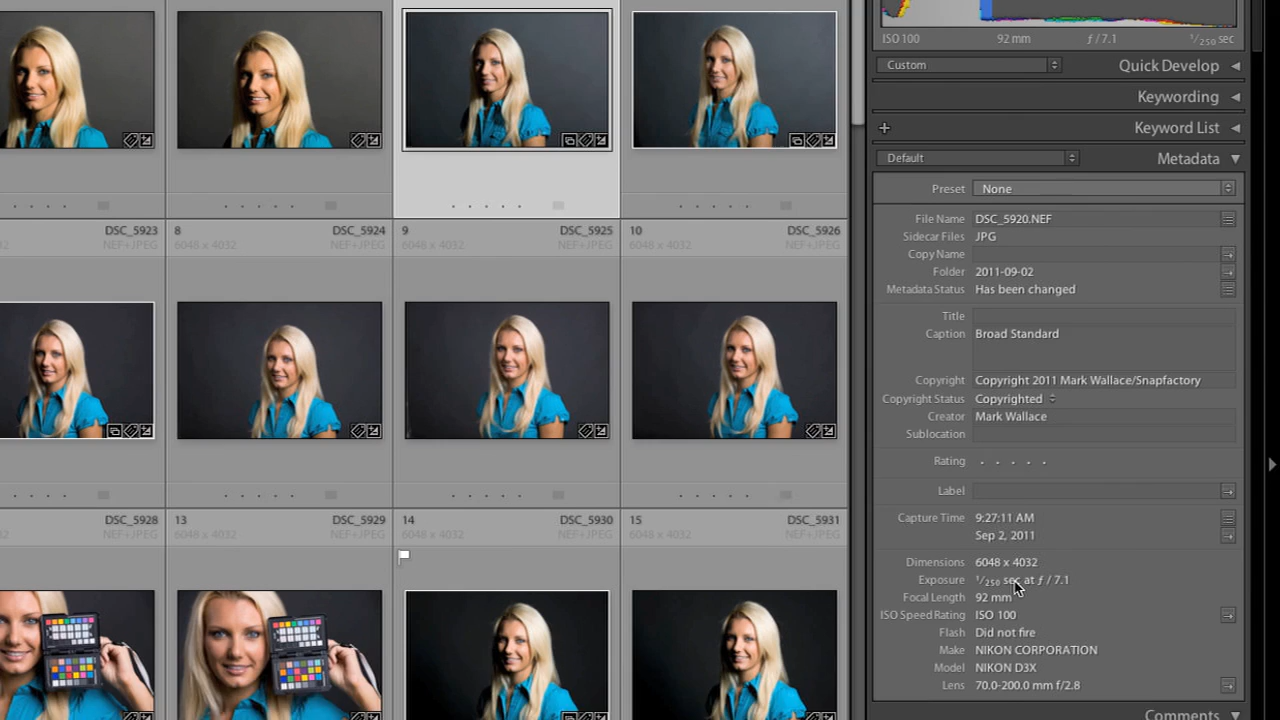 DSC_5923
NEF+JPEG
8
DSC_5924
6048 x 4032
NEF+JPEG
9
DSC_5925
6048 x 4032
NEF+JPEG
10
DSC_5926
6048 x 4032
NEF+JPEG
DSC_5928
NEF+JPEG
13
DSC_5929
6048 x 4032
NEF+JPEG
14
DSC_5930
6048 x 4032
NEF+JPEG
15
DSC_5931
6048 x 4032
NEF+JPEG
ISO 100 92 mm ƒ / 7.1 1/250 sec
Custom Quick Develop
Keywording
+ Keyword List
Default Metadata
Preset None
File Name DSC_5920.NEF
Sidecar Files JPG
Copy Name
Folder 2011-09-02
Metadata Status Has been changed
Title
Caption Broad Standard
Copyright Copyright 2011 Mark Wallace/Snapfactory
Copyright Status Copyrighted
Creator Mark Wallace
Sublocation
Rating
Label
Capture Time 9:27:11 AM
Sep 2, 2011
Dimensions 6048 x 4032
Exposure 1/250 sec at ƒ / 7.1
Focal Length 92 mm
ISO Speed Rating ISO 100
Flash Did not fire
Make NIKON CORPORATION
Model NIKON D3X
Lens 70.0-200.0 mm f/2.8
Comments